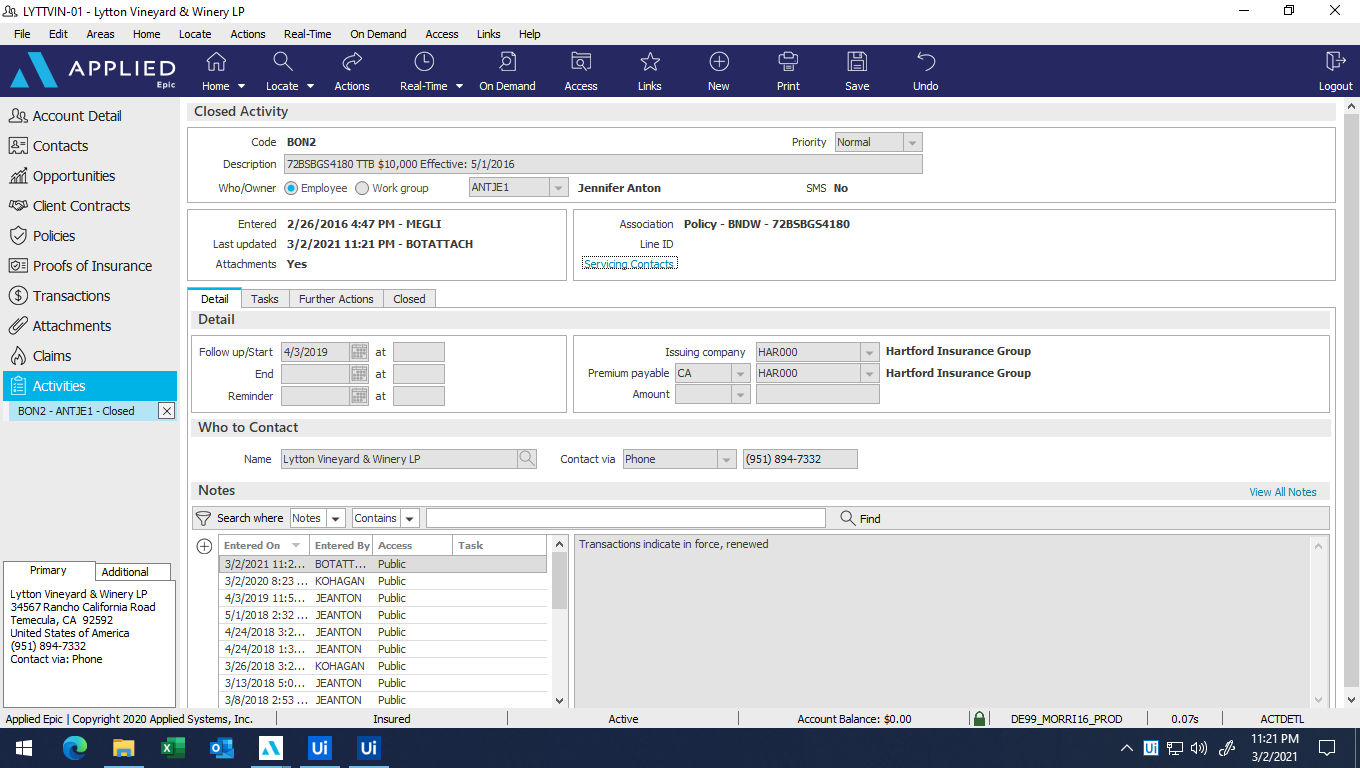 LYTTVIN-01 - Lytton Vineyard & Winery LP
File Edit Areas Home Locate Actions Real-Time On Demand Access Links Help
APPLIED Epic
Home Locate Actions Real-Time On Demand Access Links New Print Save Undo Logout
Account Detail
Contacts
Opportunities
Client Contracts
Policies
Proofs of Insurance
Transactions
Attachments
Claims
Activities
BON2 - ANTJE1 - Closed
Primary Additional
Lytton Vineyard & Winery LP
34567 Rancho California Road
Temecula, CA 92592
United States of America
(951) 894-7332
Contact via: Phone
Closed Activity
Code BON2 Priority Normal
Description 72BSBGS4180 TTB $10,000 Effective: 5/1/2016
Who/Owner Employee Work group ANTJE1 Jennifer Anton SMS No
Entered 2/26/2016 4:47 PM - MEGLI
Last updated 3/2/2021 11:21 PM - BOTATTACH
Attachments Yes
Association Policy - BNDW - 72BSBGS4180
Line ID
Servicing Contacts
Detail Tasks Further Actions Closed
Detail
Follow up/Start 4/3/2019 at
End at
Reminder at
Issuing company HAR000 Hartford Insurance Group
Premium payable CA HAR000 Hartford Insurance Group
Amount
Who to Contact
Name Lytton Vineyard & Winery LP Contact via Phone (951) 894-7332
Notes View All Notes
Search where Notes Contains Find
Entered On Entered By Access Task
3/2/2021 11:2... BOTATT... Public
3/2/2020 8:23 ... KOHAGAN Public
4/3/2019 11:5... JEANTON Public
5/1/2018 2:32 ... JEANTON Public
4/24/2018 3:2... JEANTON Public
4/24/2018 1:3... JEANTON Public
3/26/2018 3:2... KOHAGAN Public
3/13/2018 5:0... JEANTON Public
3/8/2018 2:53 ... JEANTON Public
Transactions indicate in force, renewed
Applied Epic | Copyright 2020 Applied Systems, Inc. Insured Active Account Balance: $0.00 DE99_MORRI16_PROD 0.07s ACTDETL
Ui Ui Ui 11:21 PM
3/2/2021